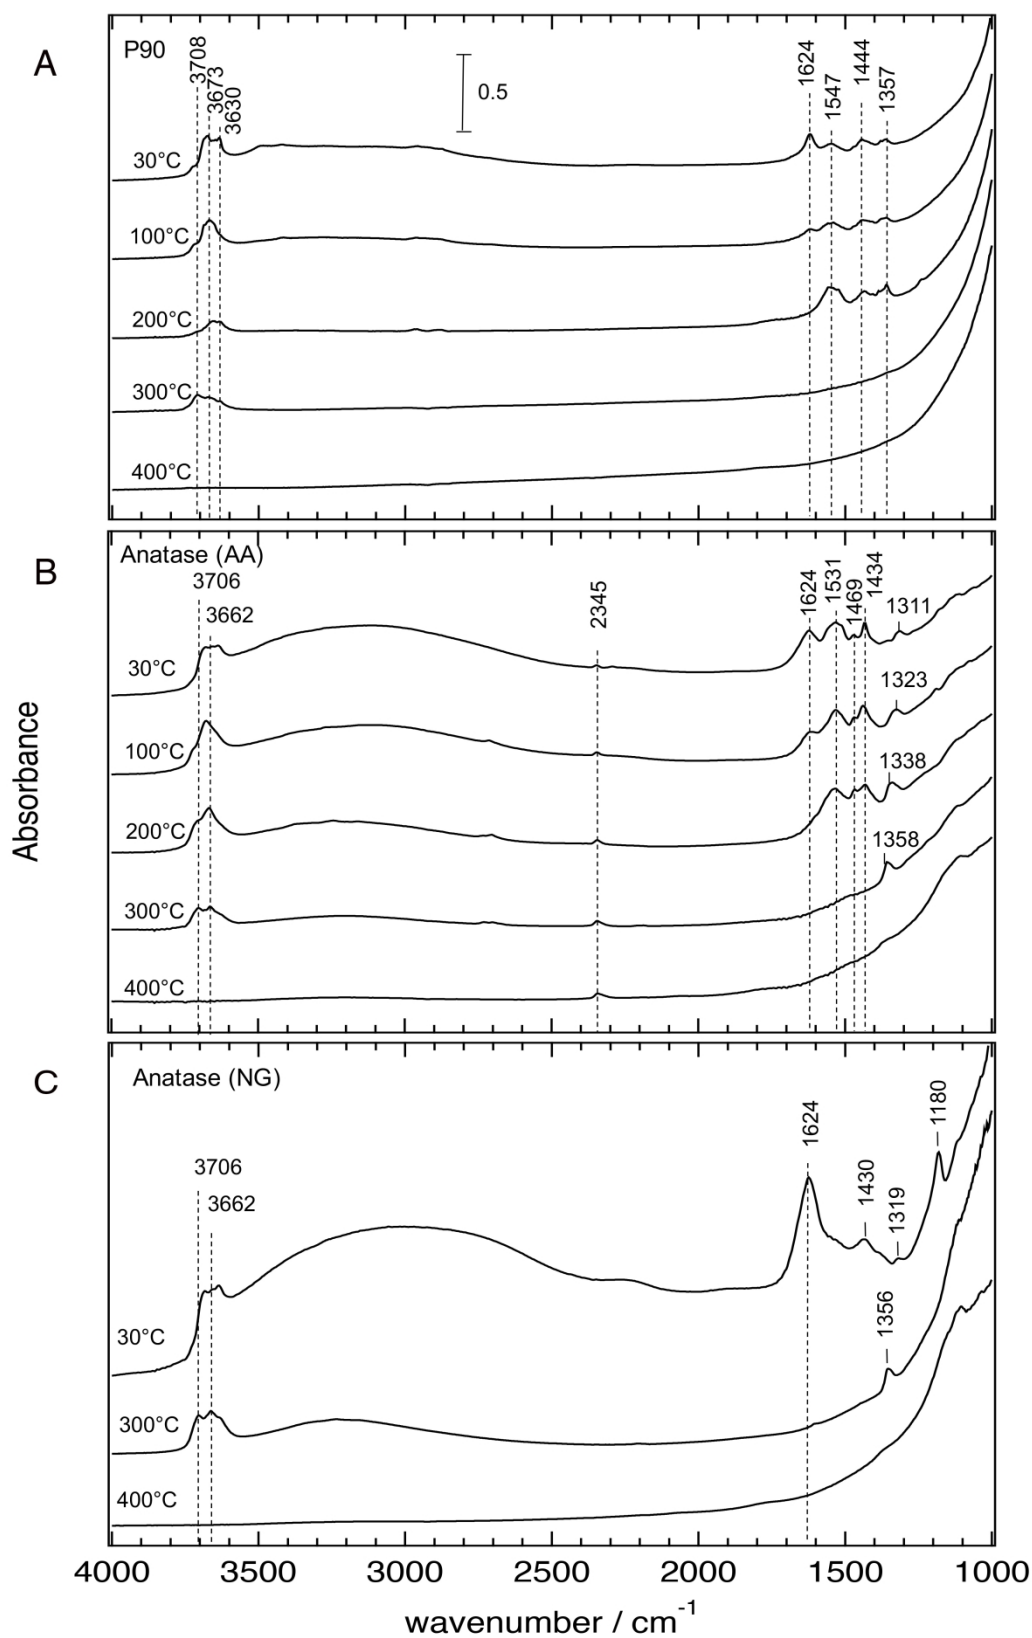 A
P90
3708
3673
3630
0.5
1624
1547
1444
1357
30°C
100°C
200°C
300°C
400°C
B
Anatase (AA)
3706
3662
2345
1624
1531
1469
1434
1311
30°C
1323
100°C
1338
200°C
1358
300°C
400°C
Absorbance
C
Anatase (NG)
3706
3662
1624
1430
1319
1180
30°C
1356
300°C
400°C
4000 3500 3000 2500 2000 1500 1000
wavenumber / cm⁻¹